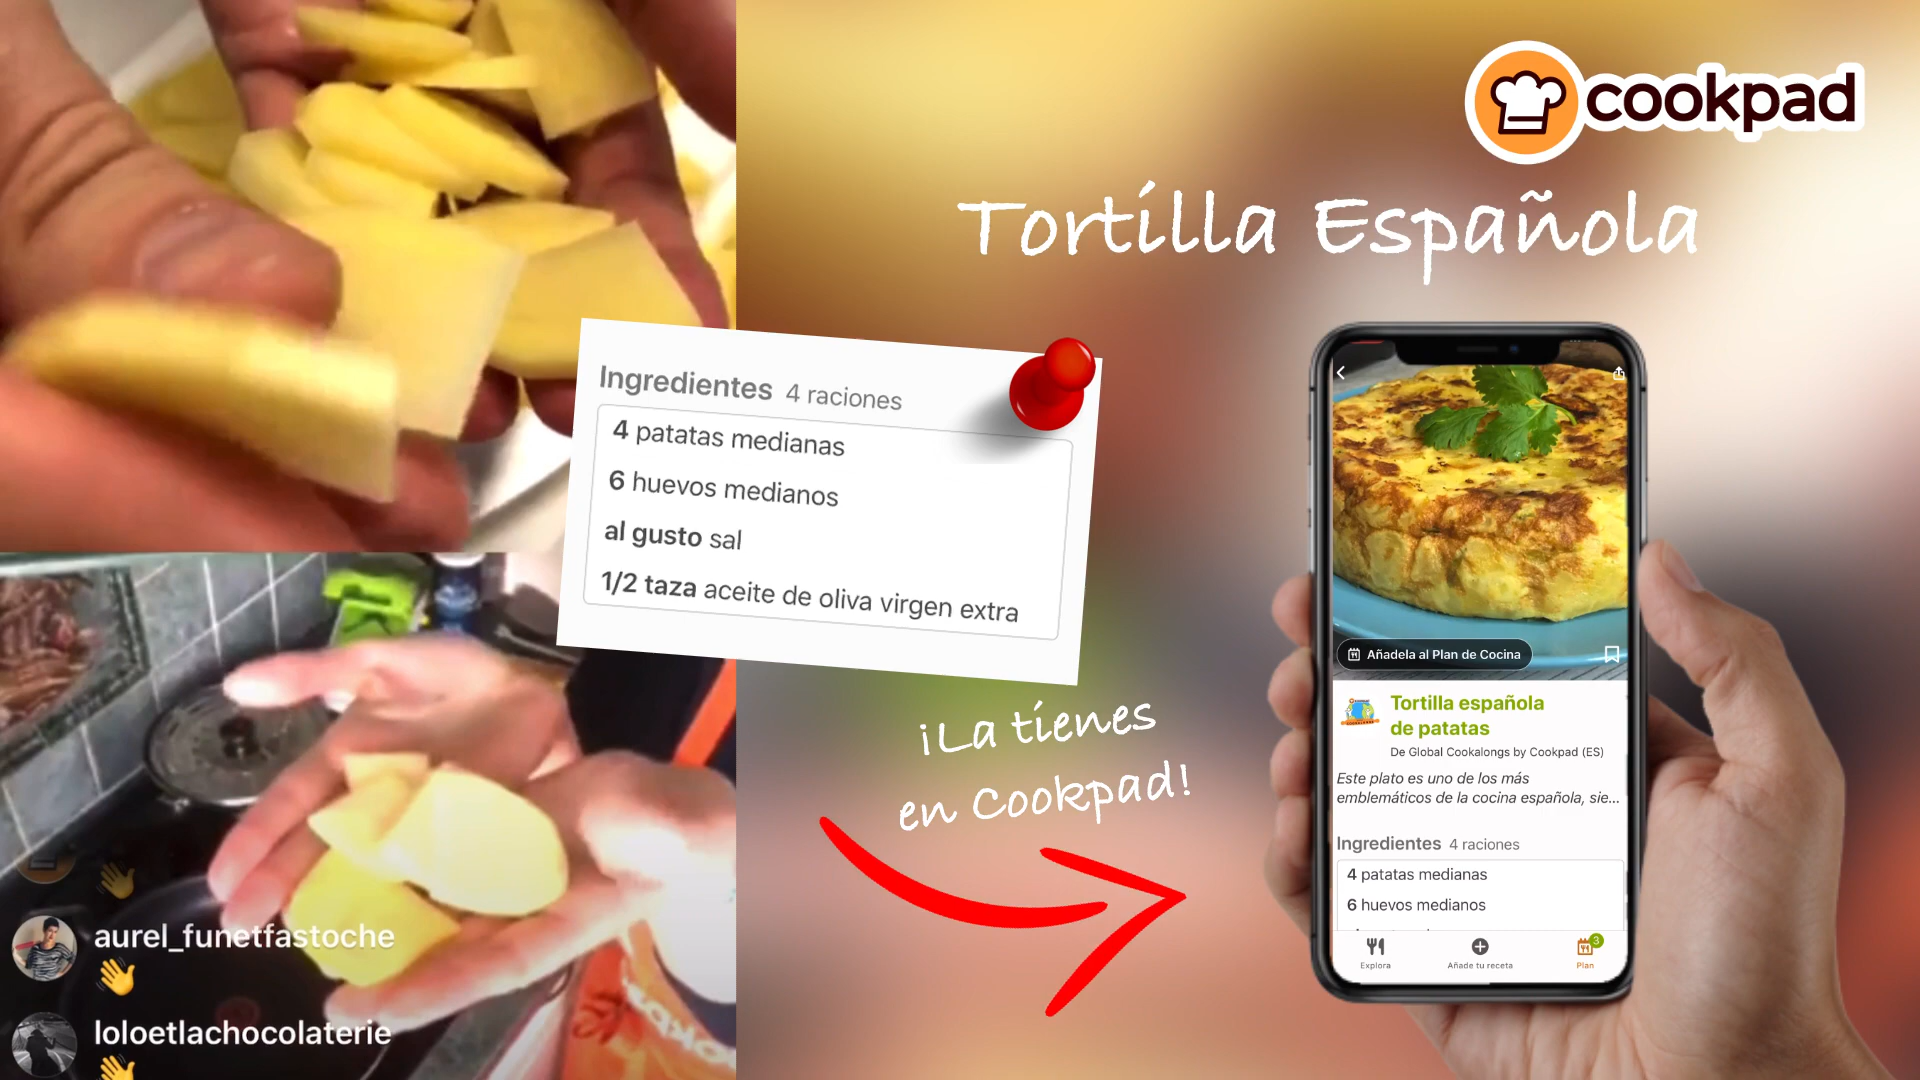 cookpad
Tortilla Española
Ingredientes 4 raciones
4 patatas medianas
6 huevos medianos
al gusto sal
1/2 taza aceite de oliva virgen extra
¡La tienes
en Cookpad!
Añadela al Plan de Cocina
Tortilla española
de patatas
De Global Cookalongs by Cookpad (ES)
Este plato es uno de los más
emblemáticos de la cocina española, sie...
Ingredientes 4 raciones
4 patatas medianas
6 huevos medianos
Explora
Añade tu receta
3
Plan
aurel_funetfastoche
loloetlachocolaterie